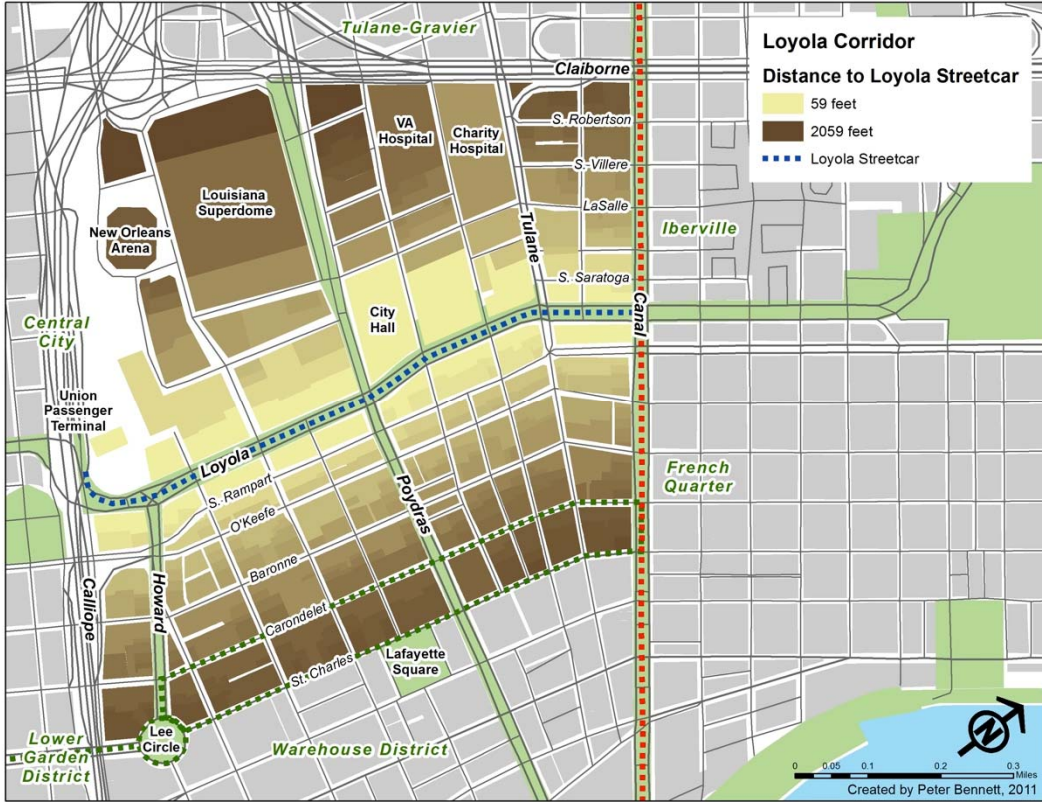 Tulane-Gravier
Loyola Corridor
Distance to Loyola Streetcar
59 feet
2059 feet
Loyola Streetcar
Claiborne
S. Robertson
VA
Hospital
Charity
Hospital
S. Villere
Louisiana
Superdome
LaSalle
Tulane
New Orleans
Arena
Iberville
S. Saratoga
Canal
City
Hall
Central
City
Union
Passenger
Terminal
Loyola
S. Rampart
French
Quarter
O'Keefe
Poydras
Baronne
Howard
Calliope
Carondelet
St. Charles
Lafayette
Square
Lee
Circle
Warehouse District
Lower
Garden
District
N
0 0.05 0.1 0.2 0.3
Miles
Created by Peter Bennett, 2011